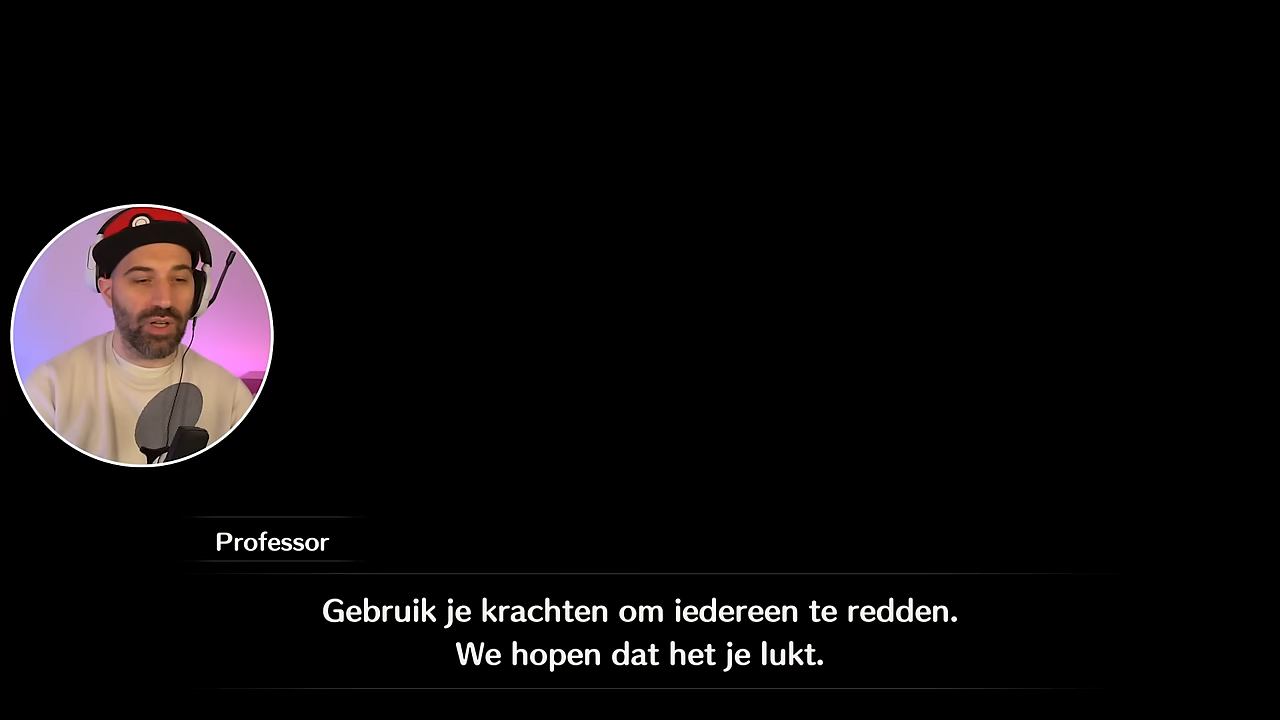 Professor
Gebruik je krachten om iedereen te redden.
We hopen dat het je lukt.